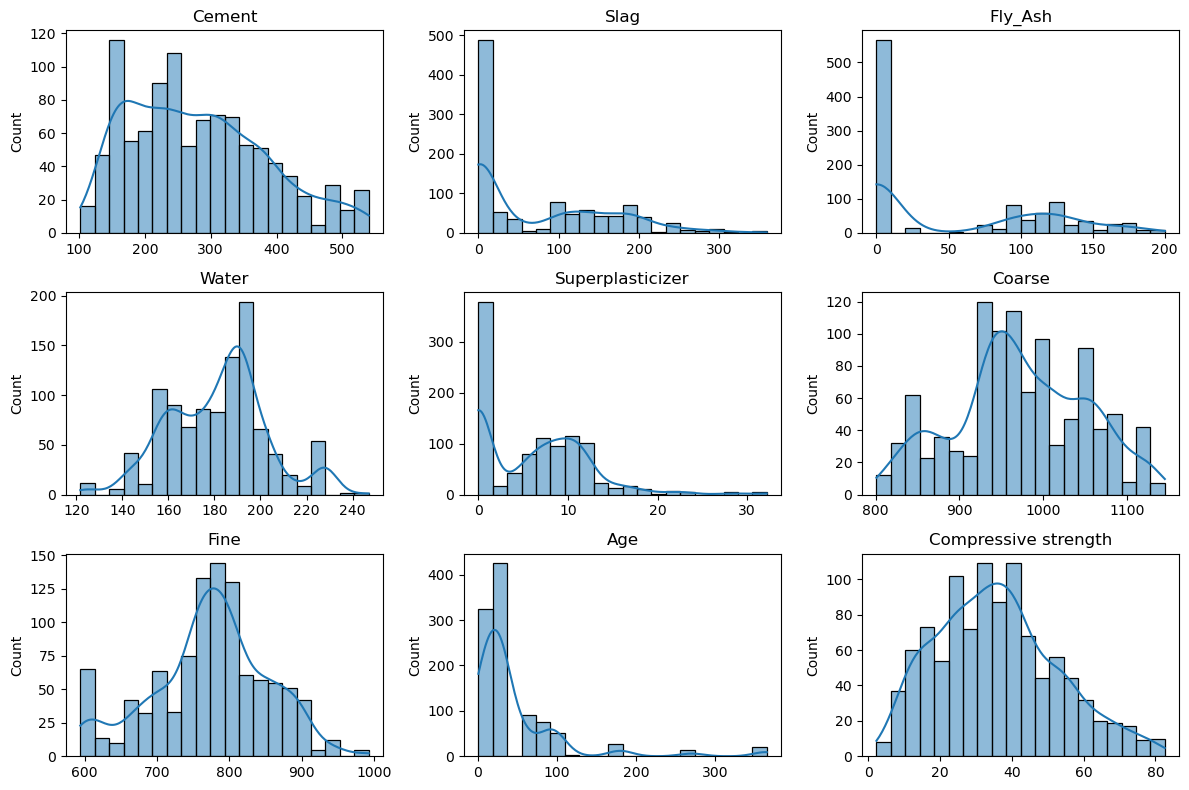 Cement
Slag
Fly_Ash
120
100
80
60
40
20
0
Count
100 200 300 400 500
500
400
300
200
100
0
Count
0 100 200 300
500
400
300
200
100
0
Count
0 50 100 150 200
Water
Superplasticizer
Coarse
200
150
100
50
0
Count
120 140 160 180 200 220 240
300
200
100
0
Count
0 10 20 30
120
100
80
60
40
20
0
Count
800 900 1000 1100
Fine
Age
Compressive strength
150
125
100
75
50
25
0
Count
600 700 800 900 1000
400
300
200
100
0
Count
0 100 200 300
100
80
60
40
20
0
Count
0 20 40 60 80